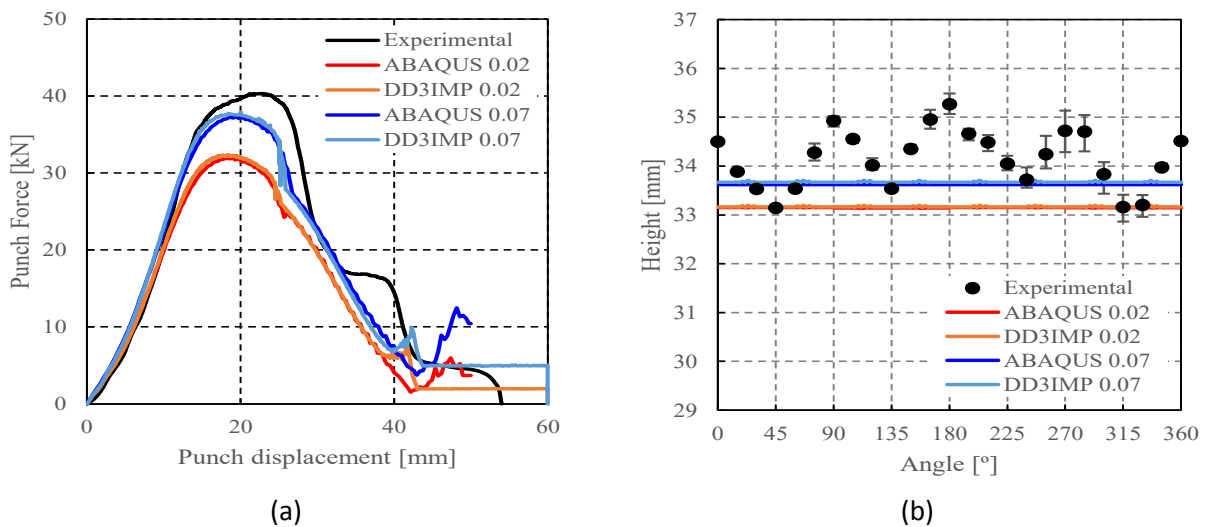 50
40
30
20
10
0
0
20
40
60
Punch Force [kN]
Punch displacement [mm]
Experimental
ABAQUS 0.02
DD3IMP 0.02
ABAQUS 0.07
DD3IMP 0.07
(a)
37
36
35
34
33
32
31
30
29
0
45
90
135
180
225
270
315
360
Height [mm]
Angle [º]
Experimental
ABAQUS 0.02
DD3IMP 0.02
ABAQUS 0.07
DD3IMP 0.07
(b)